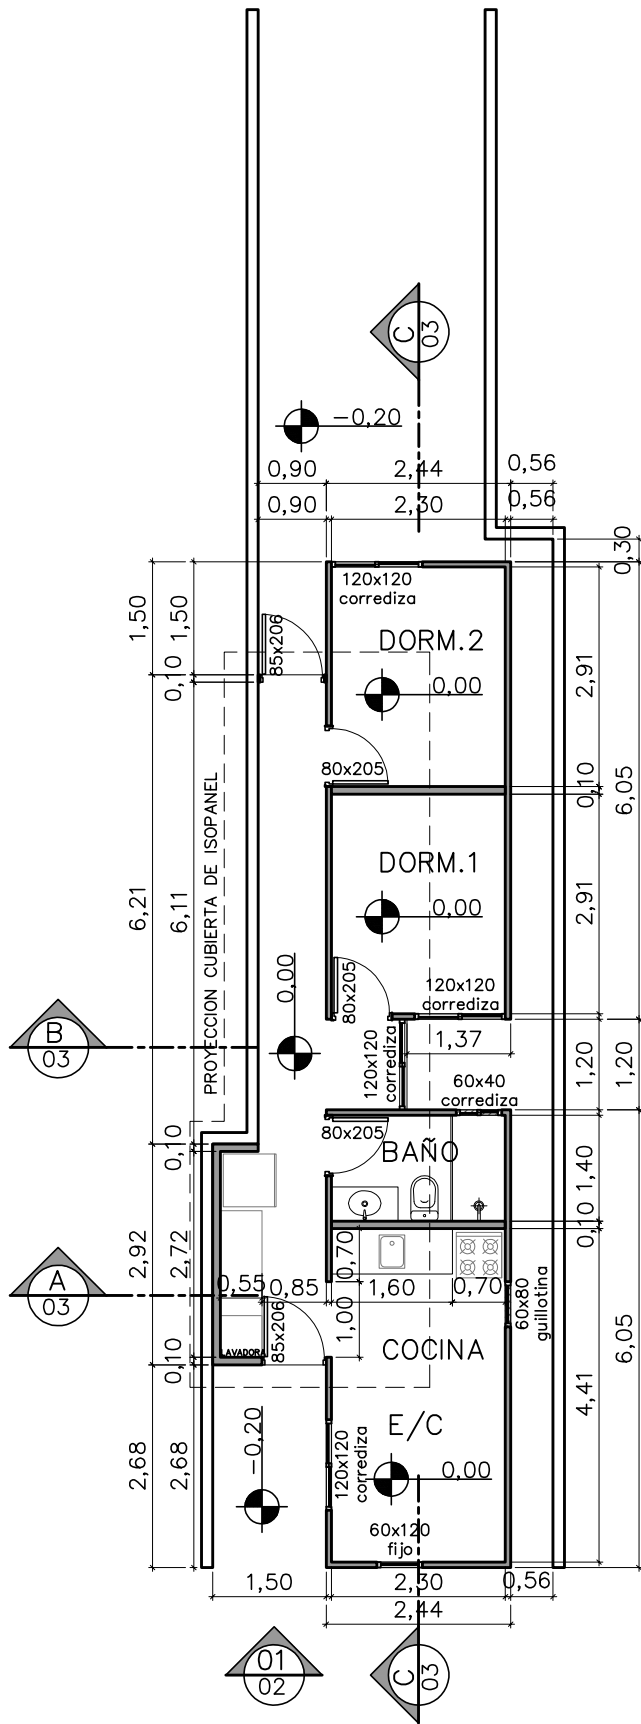 C
03
-0,20
0,90
2,44
0,56
0,90
2,30
0,56
0,30
120x120
corrediza
1,50
1,50
85x206
DORM.2
0,10
0,00
2,91
80x205
0,10
6,05
PROYECCION CUBIERTA DE ISOPANEL
DORM.1
6,21
6,11
0,00
2,91
0,00
80x205
120x120
corrediza
B
03
120x120
corrediza
1,37
1,20
1,20
60x40
corrediza
80x205
BAÑO
0,10
1,40
0,10
2,92
2,72
0,70
A
03
0,55
0,85
1,60
0,70
60x80
guillotina
1,00
85x206
LAVADORA
COCINA
0,10
6,05
4,41
E/C
-0,20
120x120
corrediza
0,00
2,68
2,68
60x120
fijo
1,50
2,30
0,56
2,44
01
02
C
03